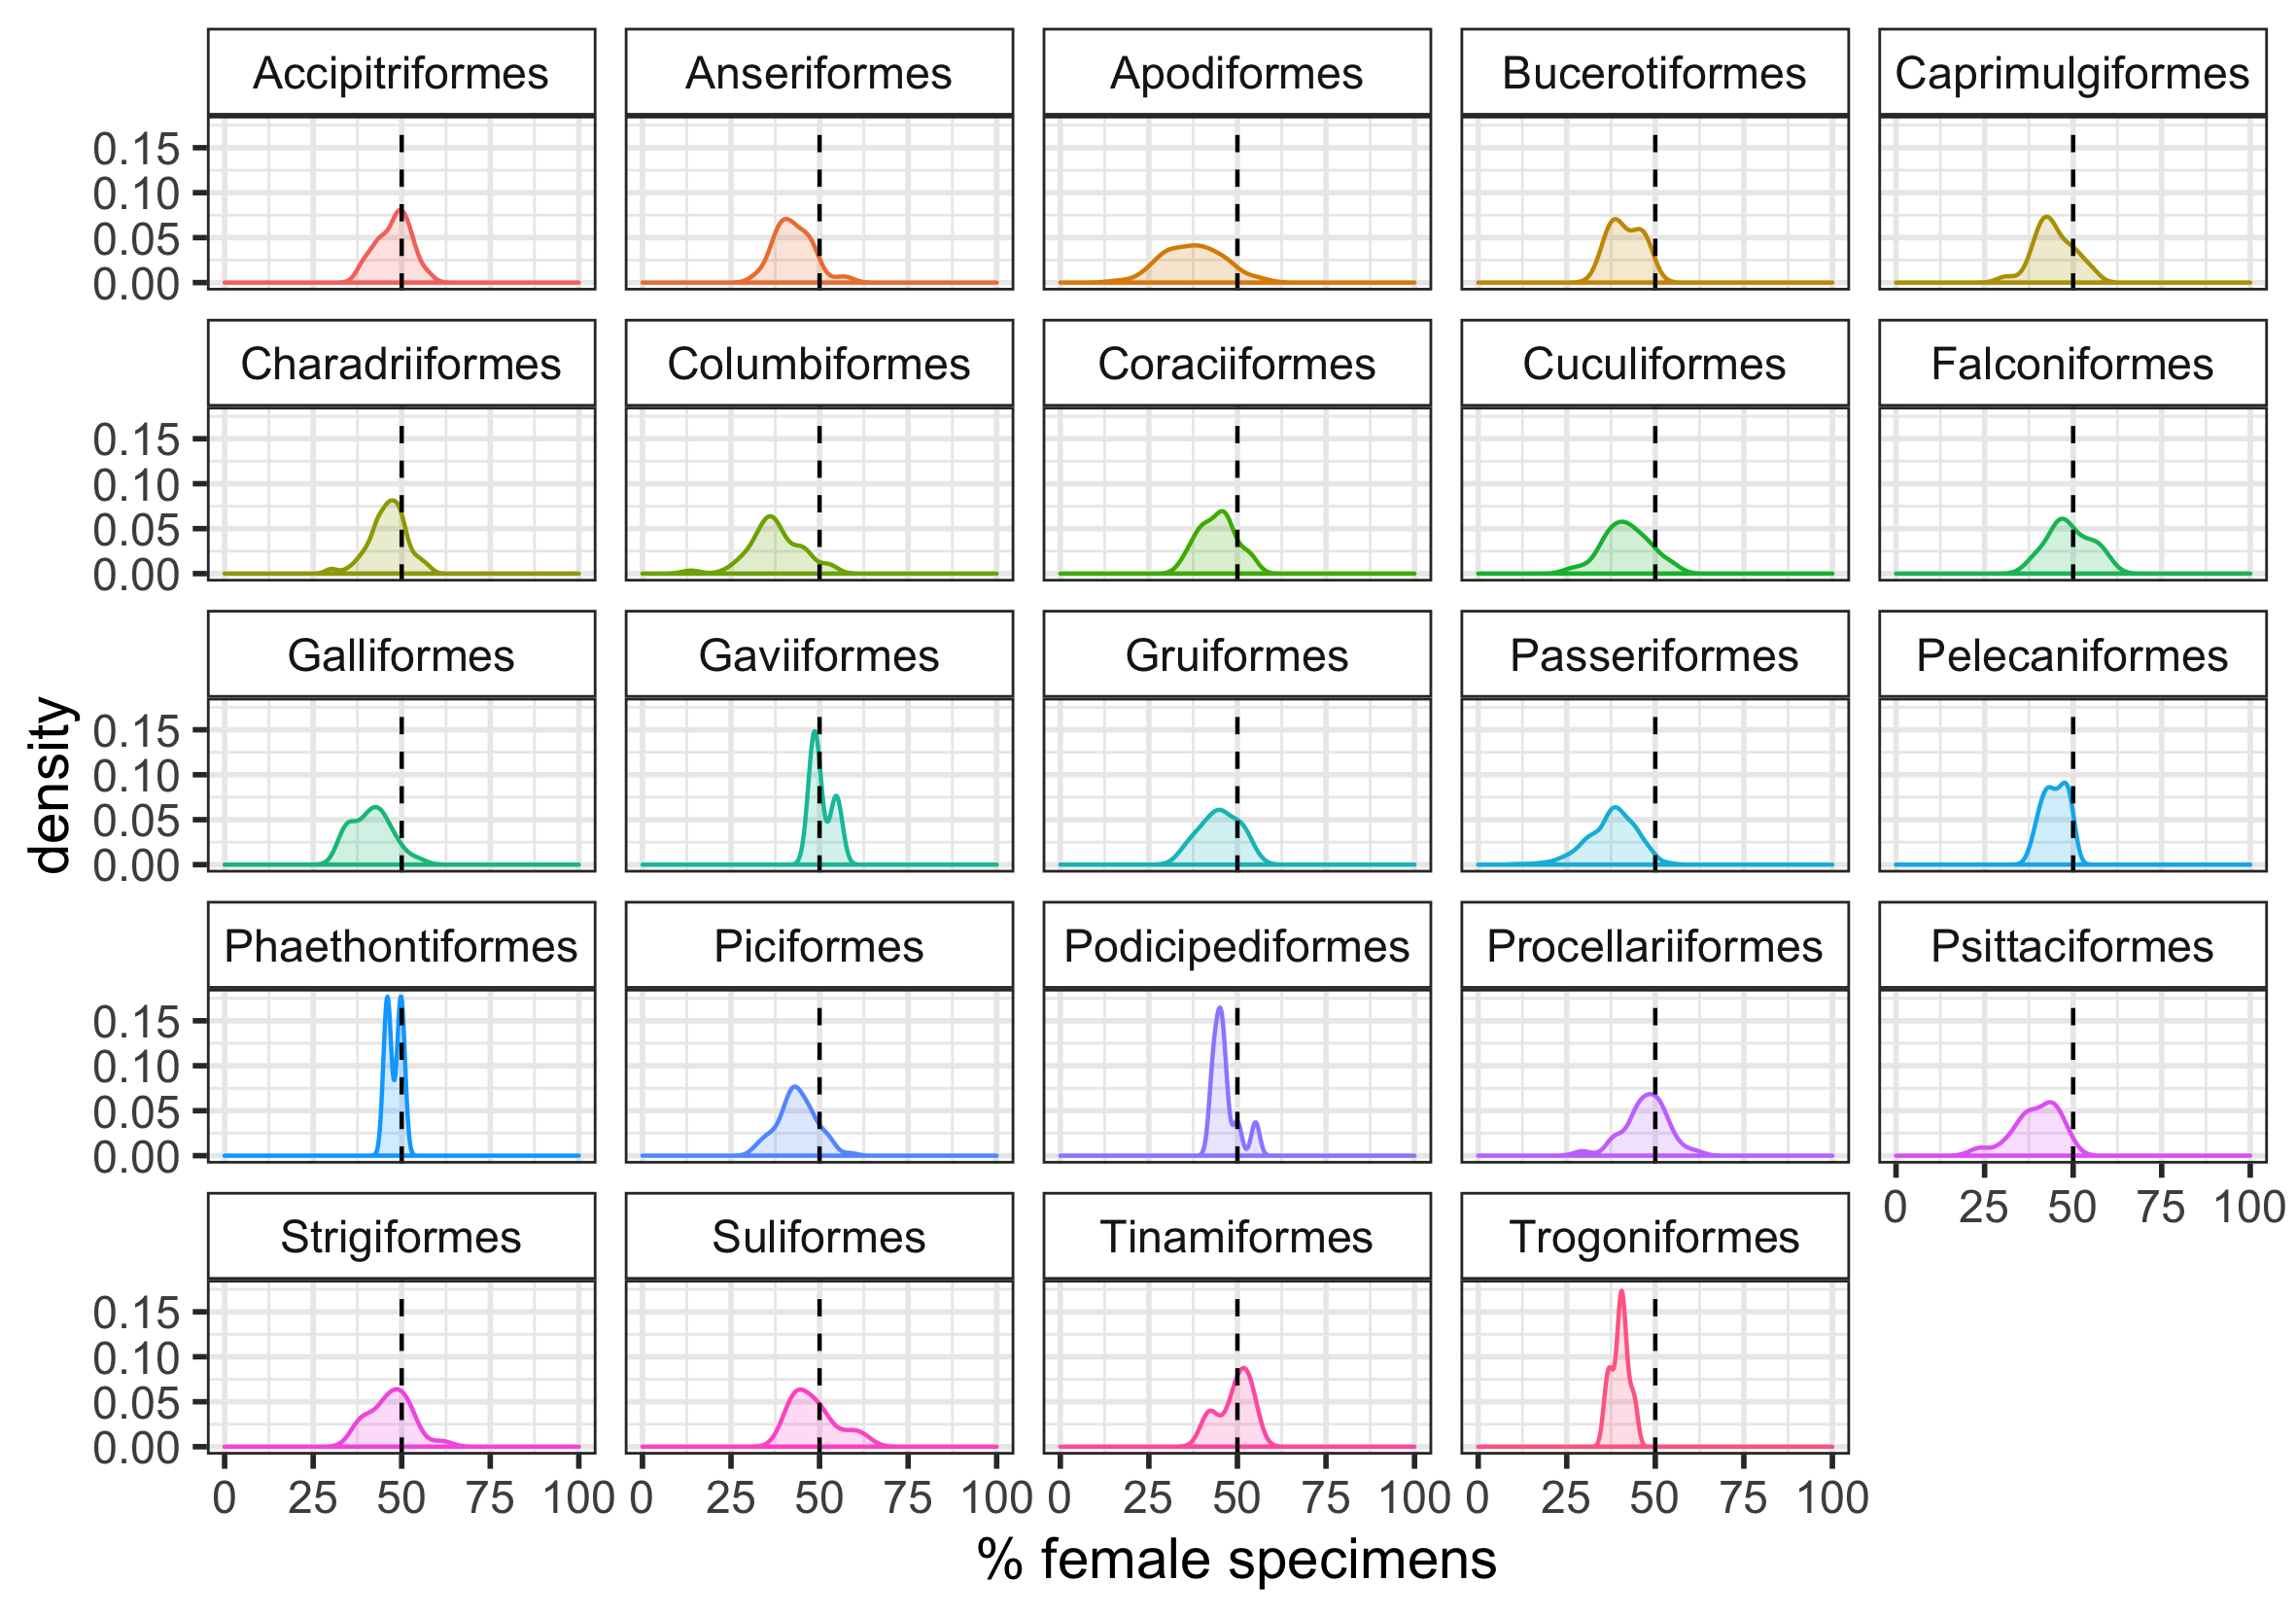 Accipitriformes Anseriformes Apodiformes Bucerotiformes Caprimulgiformes
0.15
0.10
0.05
0.00
Charadriiformes Columbiformes Coraciiformes Cuculiformes Falconiformes
0.15
0.10
0.05
0.00
Galliformes Gaviiformes Gruiformes Passeriformes Pelecaniformes
density
0.15
0.10
0.05
0.00
Phaethontiformes Piciformes Podicipediformes Procellariiformes Psittaciformes
0.15
0.10
0.05
0.00
0 25 50 75 100
Strigiformes Suliformes Tinamiformes Trogoniformes
0.15
0.10
0.05
0.00
0 25 50 75 100 0 25 50 75 100 0 25 50 75 100 0 25 50 75 100
% female specimens